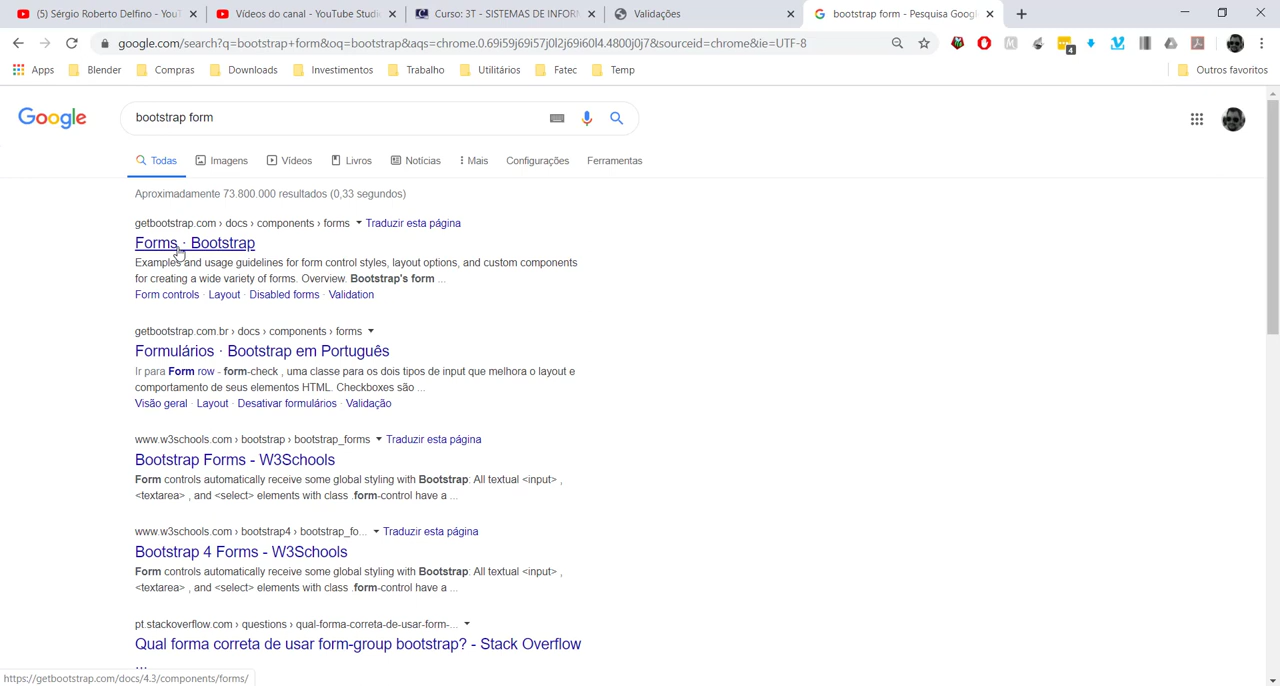 (5) Sérgio Roberto Delfino - YouT
Vídeos do canal - YouTube Studi
Curso: 3T - SISTEMAS DE INFORM
Validações
bootstrap form - Pesquisa Googl
google.com/search?q=bootstrap+form&oq=bootstrap&aqs=chrome.0.69i59j69i57j0l2j69i60l4.4800j0j7&sourceid=chrome&ie=UTF-8
4
Apps
Blender
Compras
Downloads
Investimentos
Trabalho
Utilitários
Fatec
Temp
Outros favoritos
Google
bootstrap form
Todas
Imagens
Vídeos
Livros
Notícias
Mais
Configurações
Ferramentas
Aproximadamente 73.800.000 resultados (0,33 segundos)
getbootstrap.com › docs › components › forms Traduzir esta página
Forms · Bootstrap
Examples and usage guidelines for form control styles, layout options, and custom components
for creating a wide variety of forms. Overview. Bootstrap's form ...
Form controls · Layout · Disabled forms · Validation
getbootstrap.com.br › docs › components › forms
Formulários · Bootstrap em Português
Ir para Form row - form-check , uma classe para os dois tipos de input que melhora o layout e
comportamento de seus elementos HTML. Checkboxes são ...
Visão geral · Layout · Desativar formulários · Validação
www.w3schools.com › bootstrap › bootstrap_forms Traduzir esta página
Bootstrap Forms - W3Schools
Form controls automatically receive some global styling with Bootstrap: All textual <input> ,
<textarea> , and <select> elements with class .form-control have a ...
www.w3schools.com › bootstrap4 › bootstrap_fo... Traduzir esta página
Bootstrap 4 Forms - W3Schools
Form controls automatically receive some global styling with Bootstrap: All textual <input> ,
<textarea> , and <select> elements with class .form-control have a ...
pt.stackoverflow.com › questions › qual-forma-correta-de-usar-form-...
Qual forma correta de usar form-group bootstrap? - Stack Overflow
...
https://getbootstrap.com/docs/4.3/components/forms/